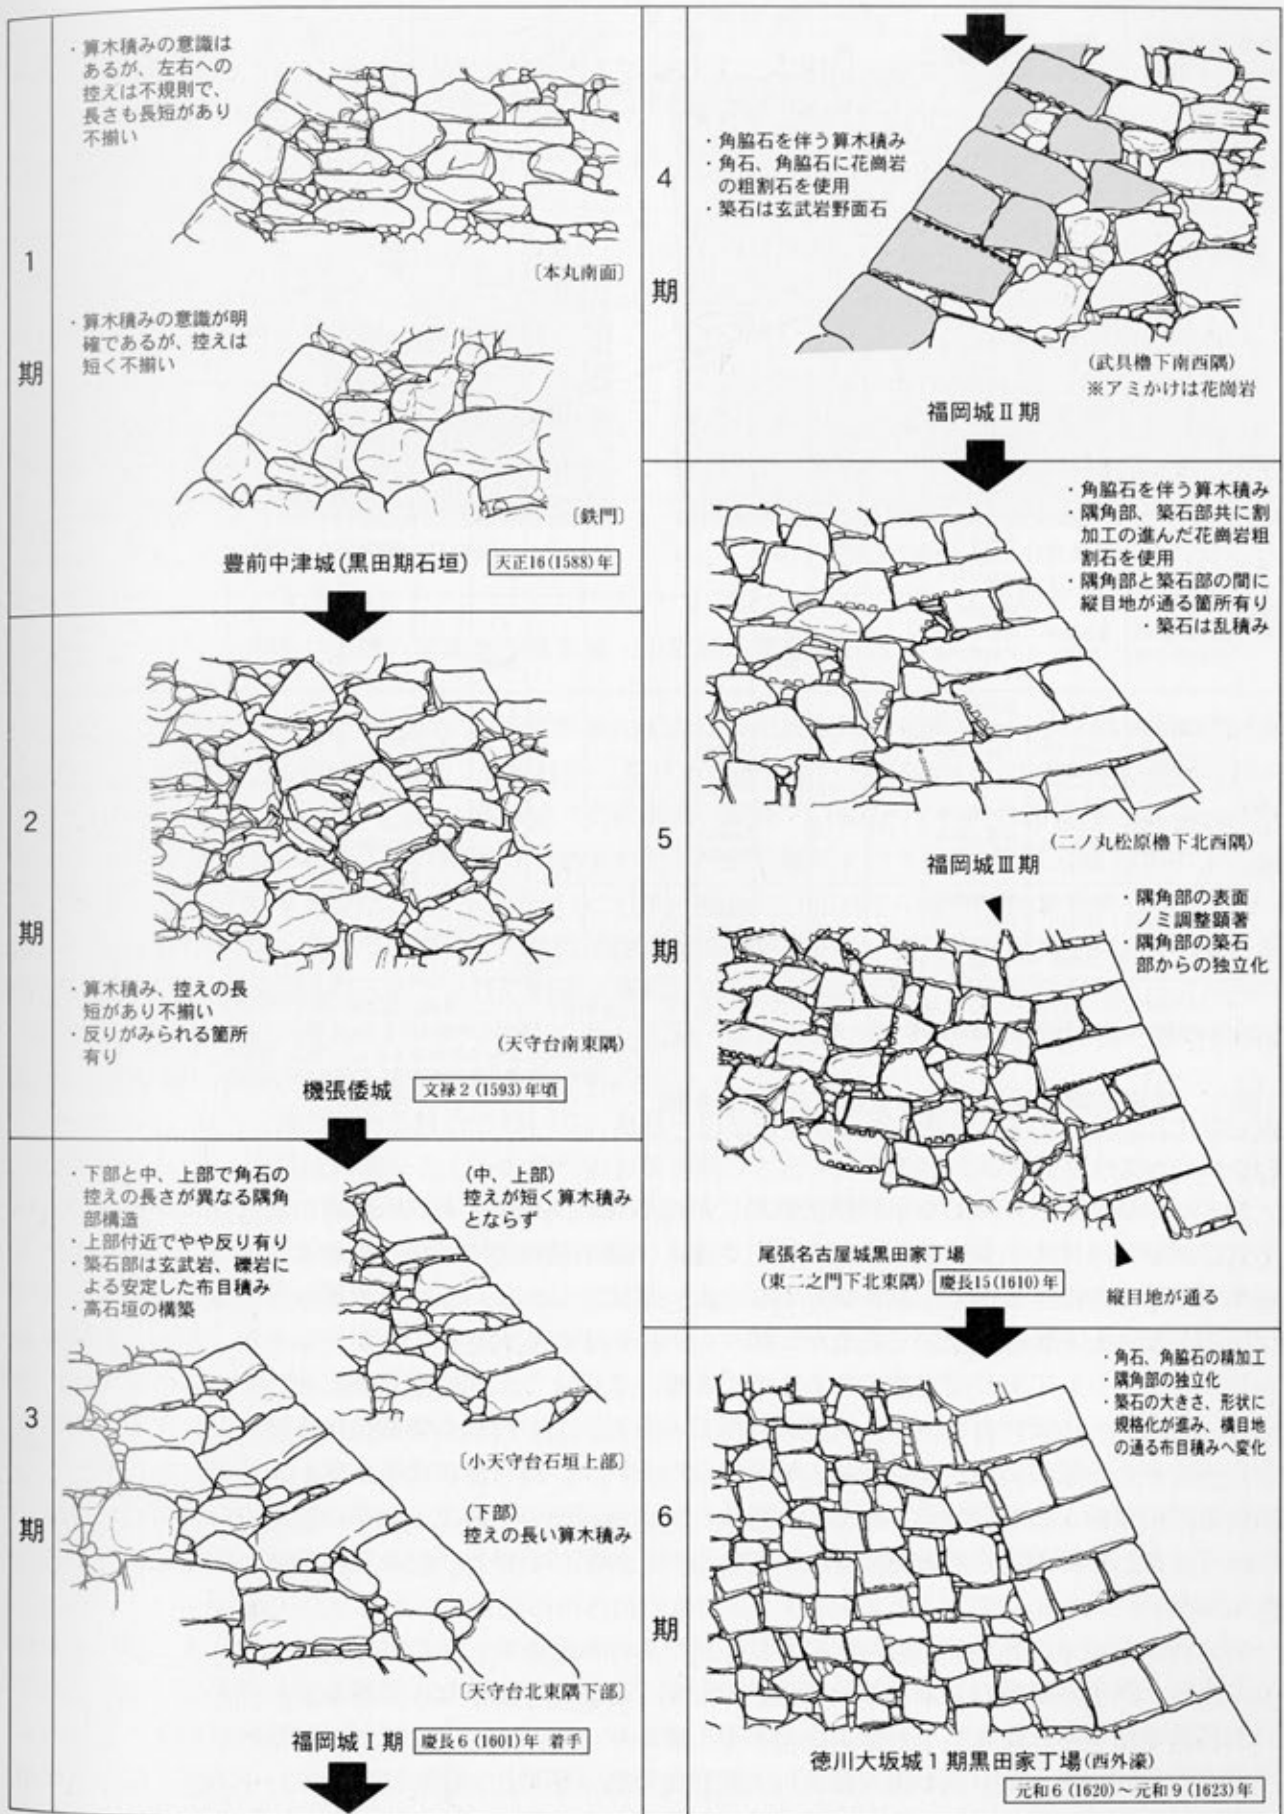 1
期
・算木積みの意識は
あるが、左右への
控えは不規則で、
長さも長短があり
不揃い
〔本丸南面〕
・算木積みの意識が明
確であるが、控えは
短く不揃い
〔鉄門〕
豊前中津城(黒田期石垣) 天正16(1588)年
2
期
・算木積み、控えの長
短があり不揃い
・反りがみられる箇所
有り
(天守台南東隅)
機張倭城 文禄2(1593)年頃
3
期
・下部と中、上部で角石の
控えの長さが異なる隅角
部構造
・上部付近でやや反り有り
・築石部は玄武岩、礫岩に
よる安定した布目積み
・高石垣の構築
(中、上部)
控えが短く算木積み
とならず
〔小天守台石垣上部〕
(下部)
控えの長い算木積み
〔天守台北東隅下部〕
福岡城Ⅰ期 慶長6(1601)年 着手
4
期
・角脇石を伴う算木積み
・角石、角脇石に花崗岩
の粗割石を使用
・築石は玄武岩野面石
(武具櫓下南西隅)
※アミかけは花崗岩
福岡城Ⅱ期
5
期
・角脇石を伴う算木積み
・隅角部、築石部共に割
加工の進んだ花崗岩粗
割石を使用
・隅角部と築石部の間に
縦目地が通る箇所有り
・築石は乱積み
(二ノ丸松原櫓下北西隅)
福岡城Ⅲ期
・隅角部の表面
ノミ調整顕著
・隅角部の築石
部からの独立化
尾張名古屋城黒田家丁場
(東二之門下北東隅) 慶長15(1610)年
縦目地が通る
6
期
・角石、角脇石の精加工
・隅角部の独立化
・築石の大きさ、形状に
規格化が進み、横目地
の通る布目積みへ変化
徳川大坂城1期黒田家丁場(西外濠)
元和6(1620)～元和9(1623)年